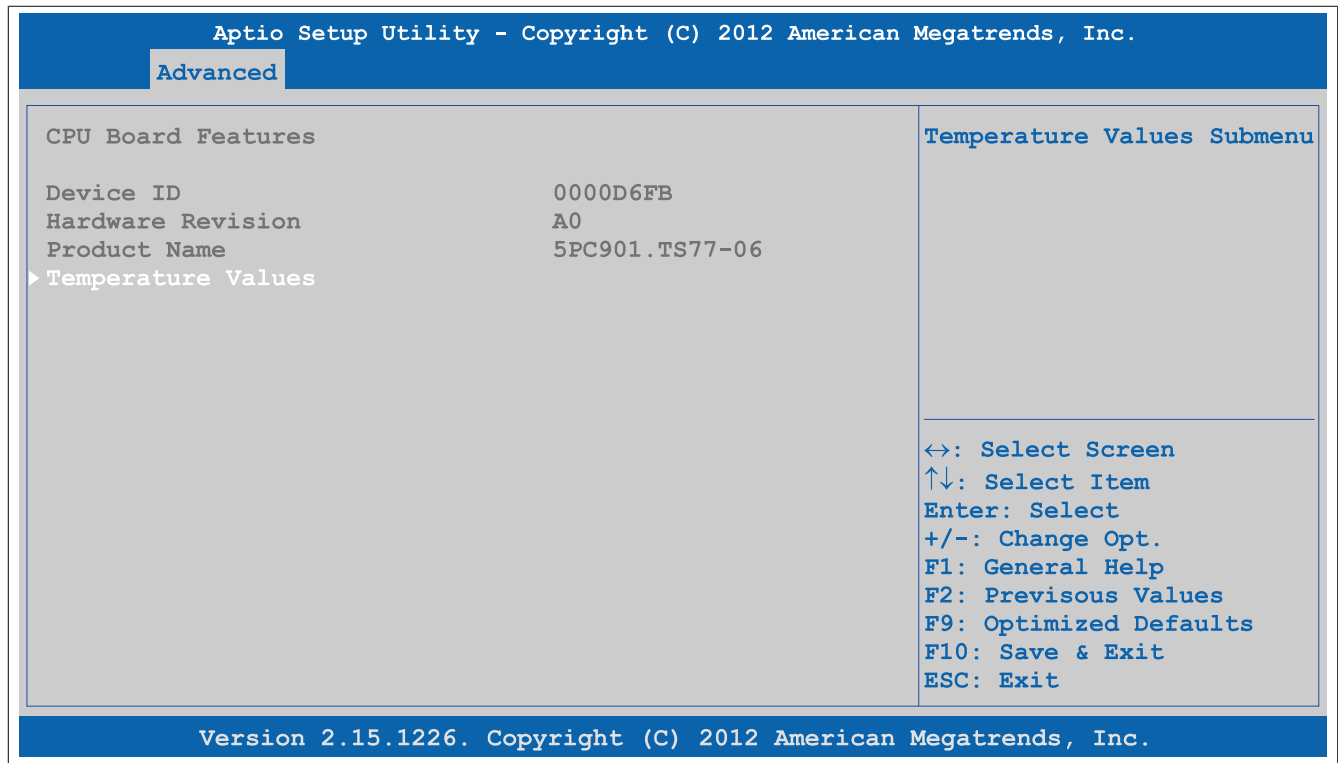 Aptio Setup Utility - Copyright (C) 2012 American Megatrends, Inc.
Advanced
CPU Board Features
Device ID 0000D6FB
Hardware Revision A0
Product Name 5PC901.TS77-06
Temperature Values
Temperature Values Submenu
↔: Select Screen
↑↓: Select Item
Enter: Select
+/-: Change Opt.
F1: General Help
F2: Previsous Values
F9: Optimized Defaults
F10: Save & Exit
ESC: Exit
Version 2.15.1226. Copyright (C) 2012 American Megatrends, Inc.